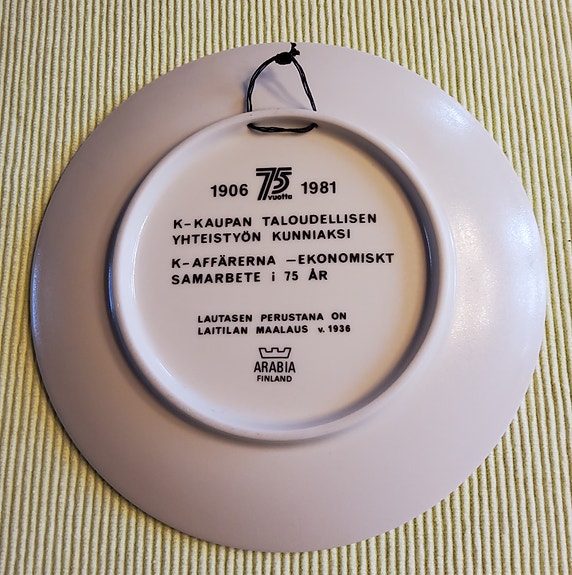 1906 75 vuotta 1981
K-KAUPAN TALOUDELLISEN
YHTEISTYÖN KUNNIAKSI
K-AFFÄRERNA -EKONOMISKT
SAMARBETE i 75 ÅR
LAUTASEN PERUSTANA ON
LAITILAN MAALAUS v. 1936
ARABIA
FINLAND